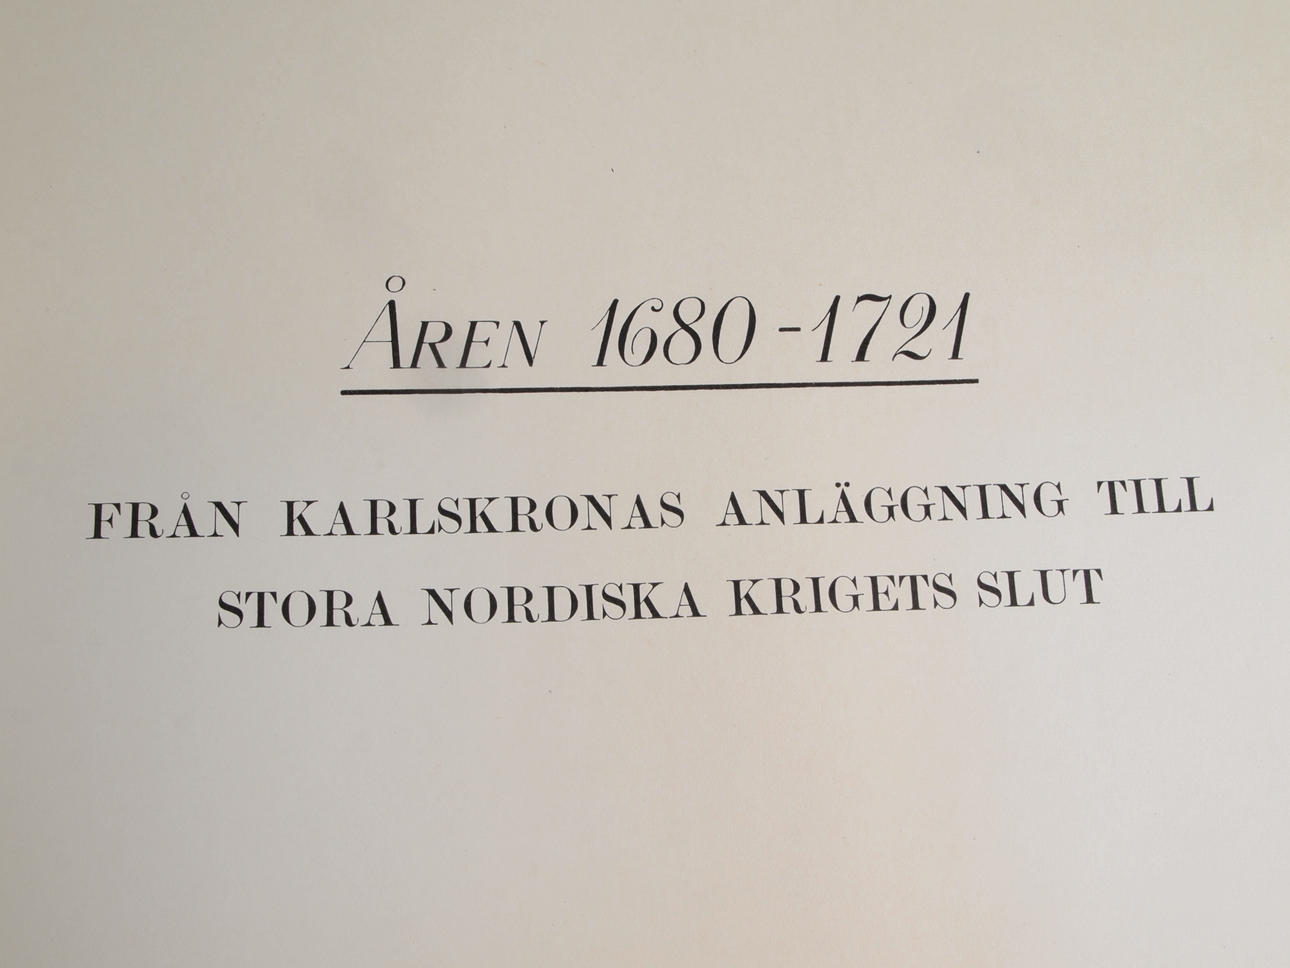 ÅREN 1680-1721
FRÅN KARLSKRONAS ANLÄGGNING TILL
STORA NORDISKA KRIGETS SLUT